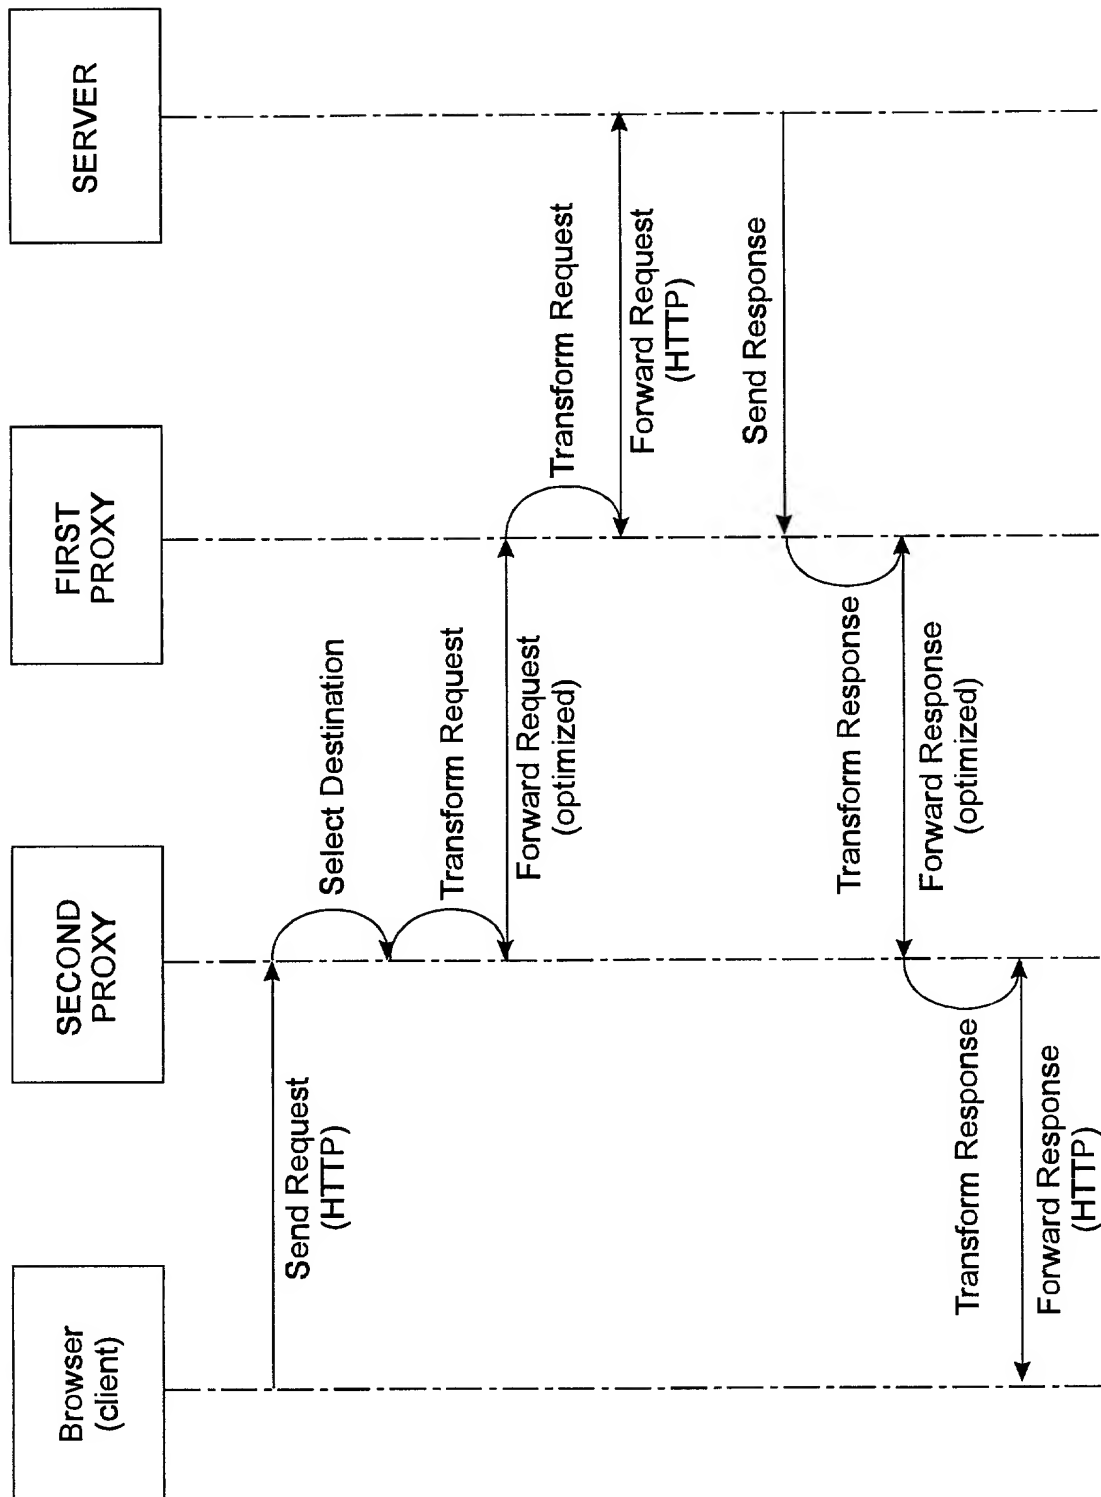 Browser
(client)
SECOND
PROXY
FIRST
PROXY
SERVER
Send Request
(HTTP)
Select Destination
Transform Request
Forward Request
(optimized)
Transform Request
Forward Request
(HTTP)
Send Response
Transform Response
Forward Response
(optimized)
Transform Response
Forward Response
(HTTP)